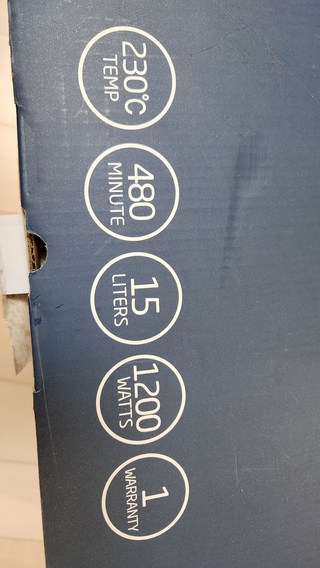 230°C
TEMP
480
MINUTE
15
LITERS
1200
WATTS
1
WARRANTY